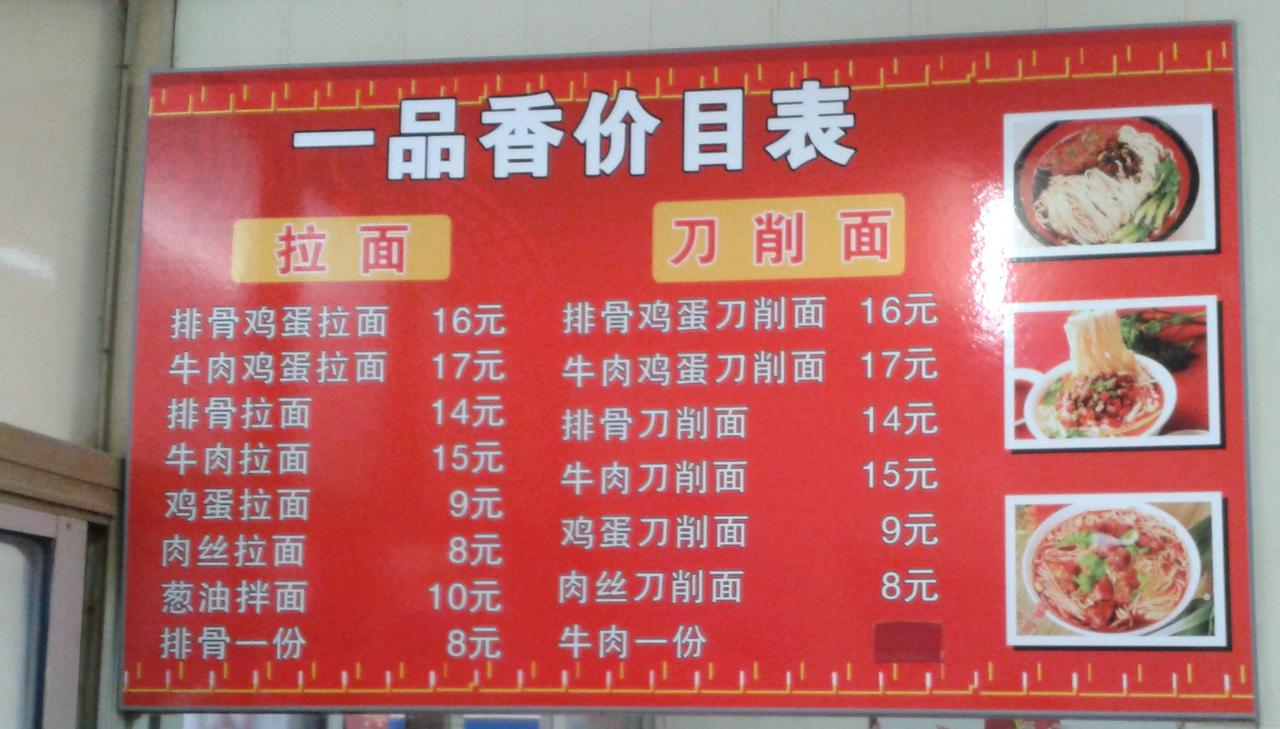 一品香价目表
拉面
排骨鸡蛋拉面 16元
牛肉鸡蛋拉面 17元
排骨拉面 14元
牛肉拉面 15元
鸡蛋拉面 9元
肉丝拉面 8元
葱油拌面 10元
排骨一份 8元
刀削面
排骨鸡蛋刀削面 16元
牛肉鸡蛋刀削面 17元
排骨刀削面 14元
牛肉刀削面 15元
鸡蛋刀削面 9元
肉丝刀削面 8元
牛肉一份